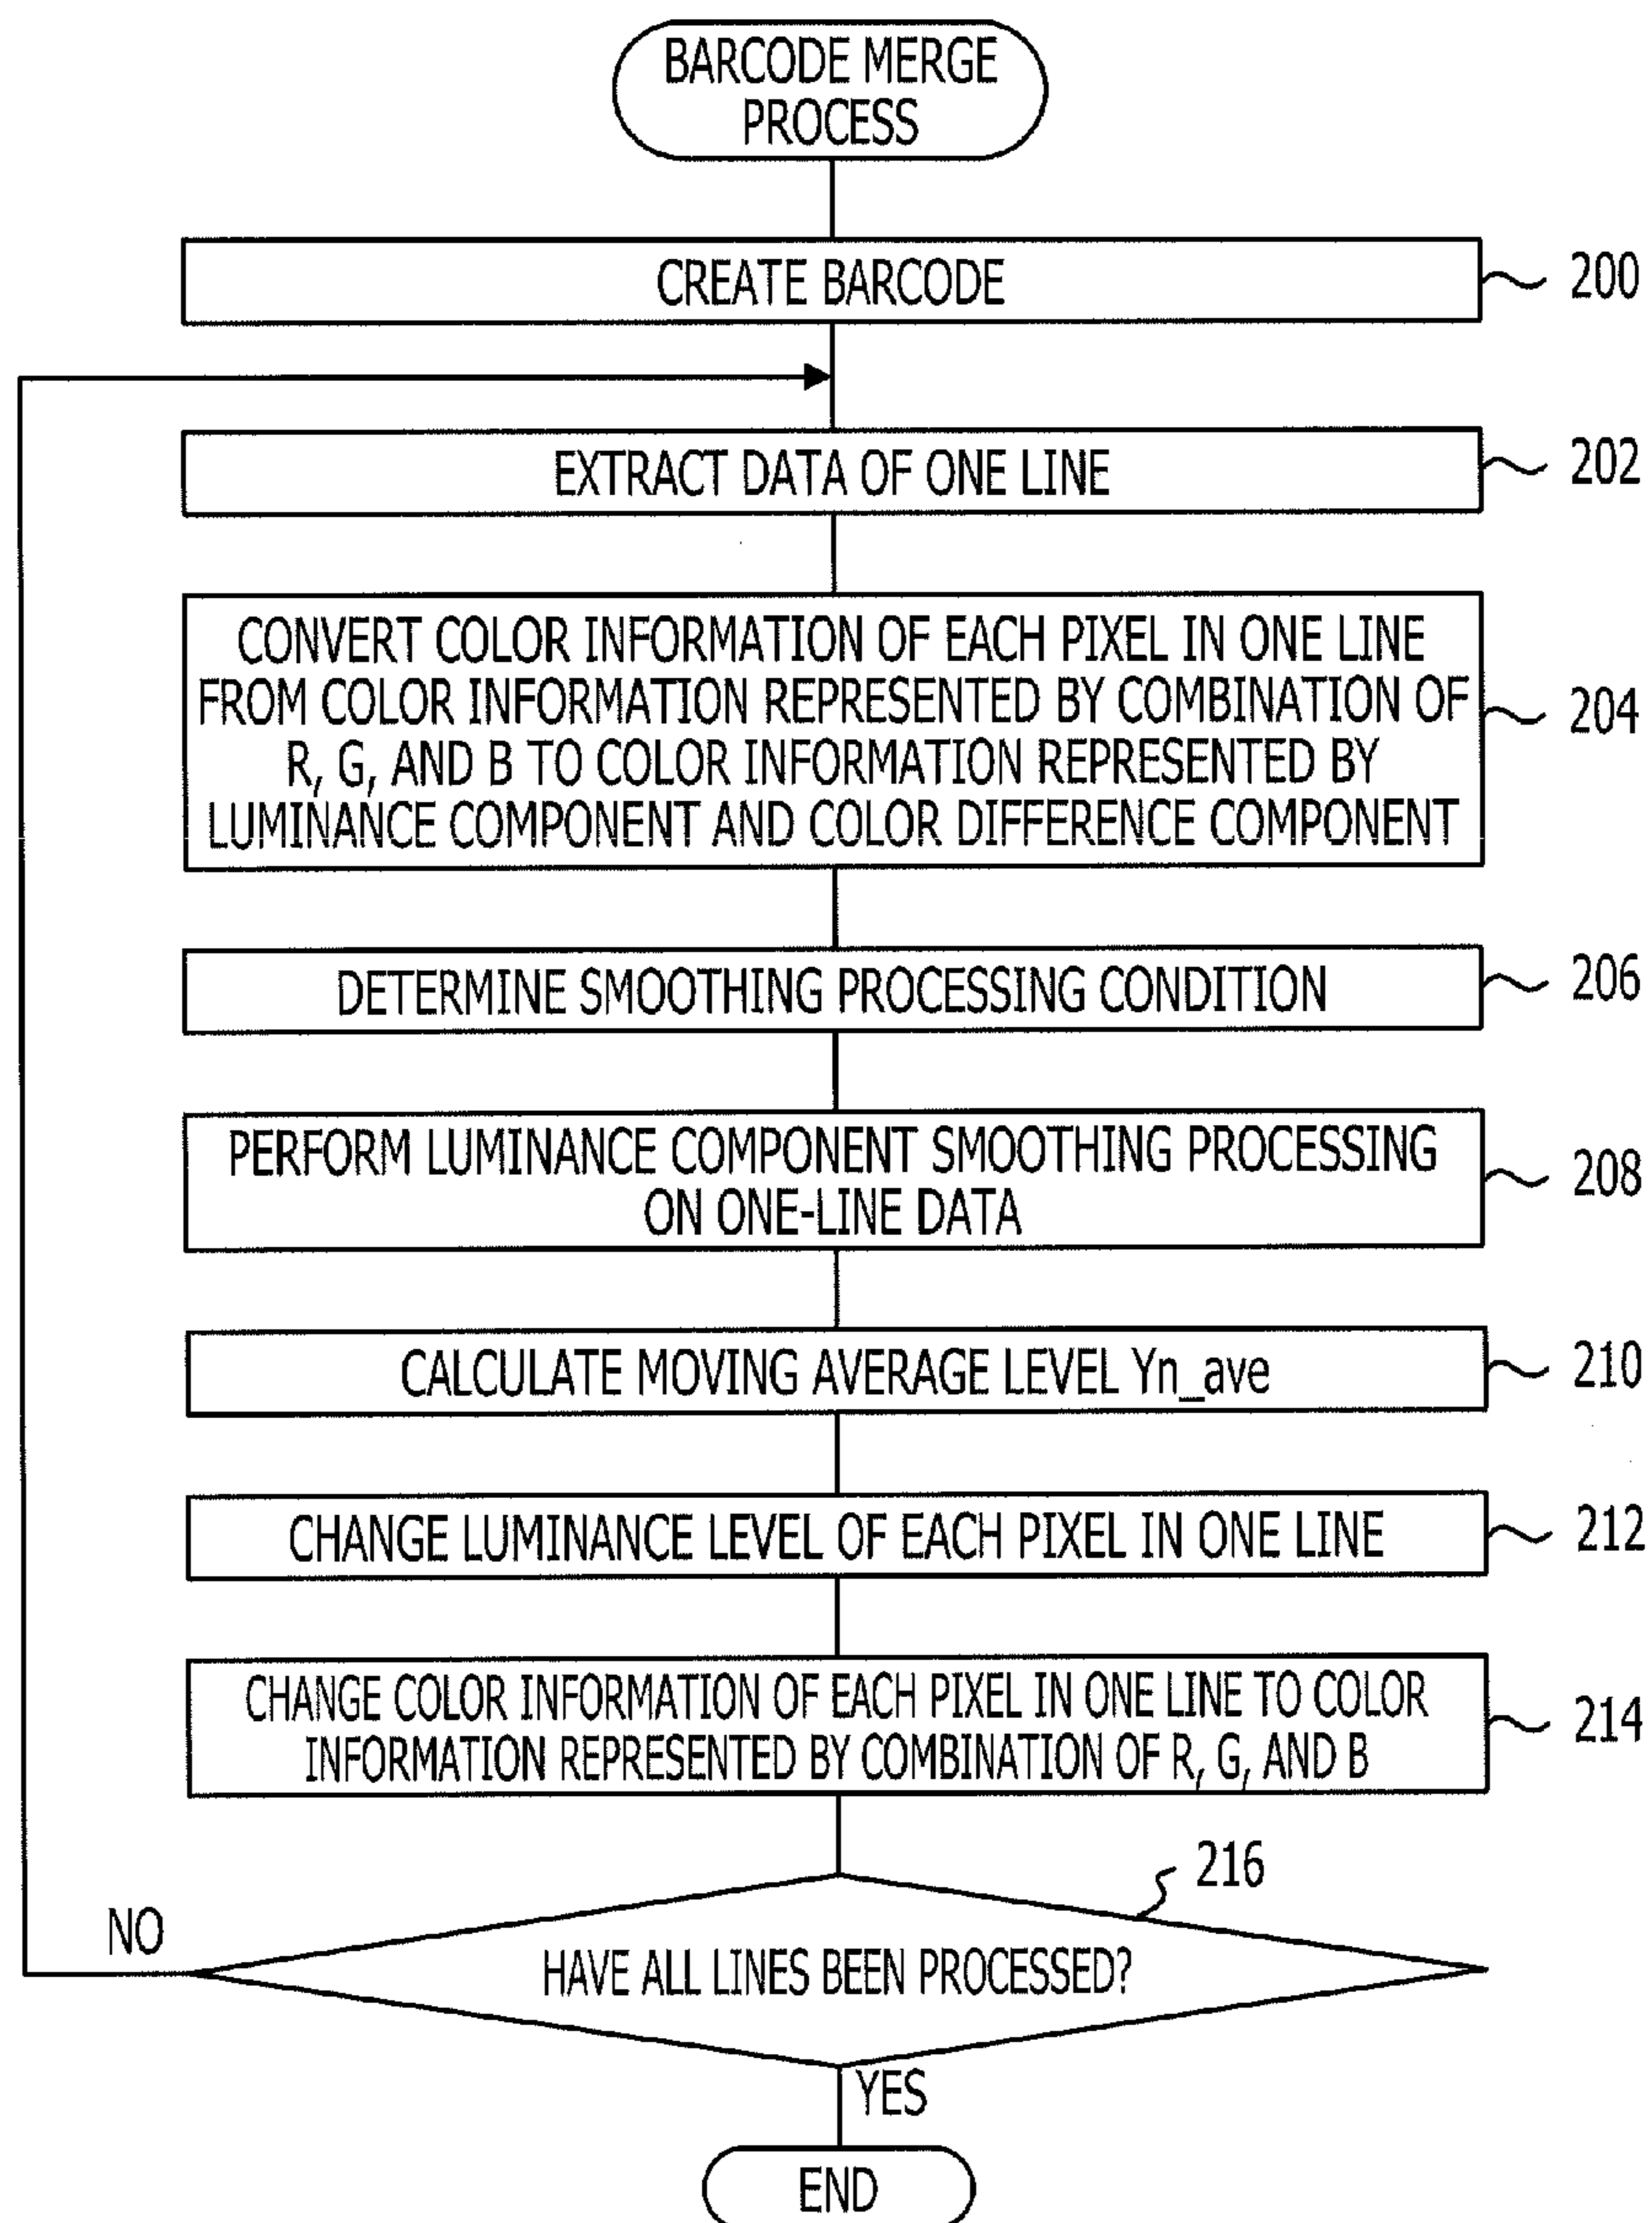 BARCODE MERGE
PROCESS
CREATE BARCODE
200
EXTRACT DATA OF ONE LINE
202
CONVERT COLOR INFORMATION OF EACH PIXEL IN ONE LINE
FROM COLOR INFORMATION REPRESENTED BY COMBINATION OF
R, G, AND B TO COLOR INFORMATION REPRESENTED BY
LUMINANCE COMPONENT AND COLOR DIFFERENCE COMPONENT
204
DETERMINE SMOOTHING PROCESSING CONDITION
206
PERFORM LUMINANCE COMPONENT SMOOTHING PROCESSING
ON ONE-LINE DATA
208
CALCULATE MOVING AVERAGE LEVEL Yn_ave
210
CHANGE LUMINANCE LEVEL OF EACH PIXEL IN ONE LINE
212
CHANGE COLOR INFORMATION OF EACH PIXEL IN ONE LINE TO COLOR
INFORMATION REPRESENTED BY COMBINATION OF R, G, AND B
214
216
NO
HAVE ALL LINES BEEN PROCESSED?
YES
END